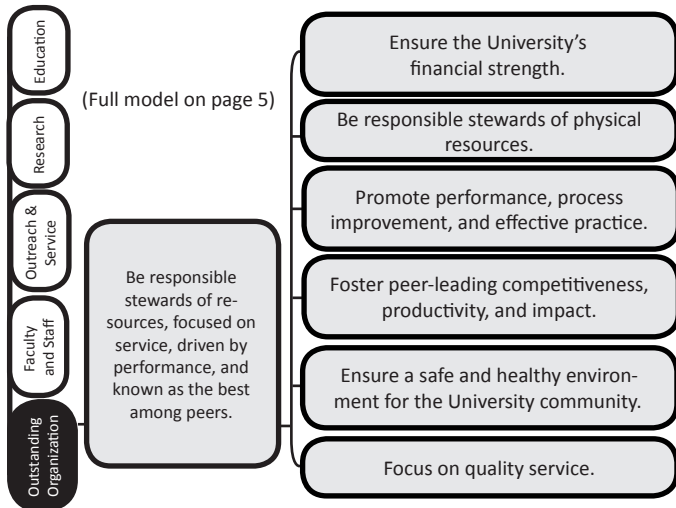 Education
Research
Outreach &
Service
Faculty
and Staff
Outstanding
Organization
(Full model on page 5)
Be responsible
stewards of re-
sources, focused on
service, driven by
performance, and
known as the best
among peers.
Ensure the University’s
financial strength.
Be responsible stewards of physical
resources.
Promote performance, process
improvement, and effective practice.
Foster peer-leading competitiveness,
productivity, and impact.
Ensure a safe and healthy environ-
ment for the University community.
Focus on quality service.